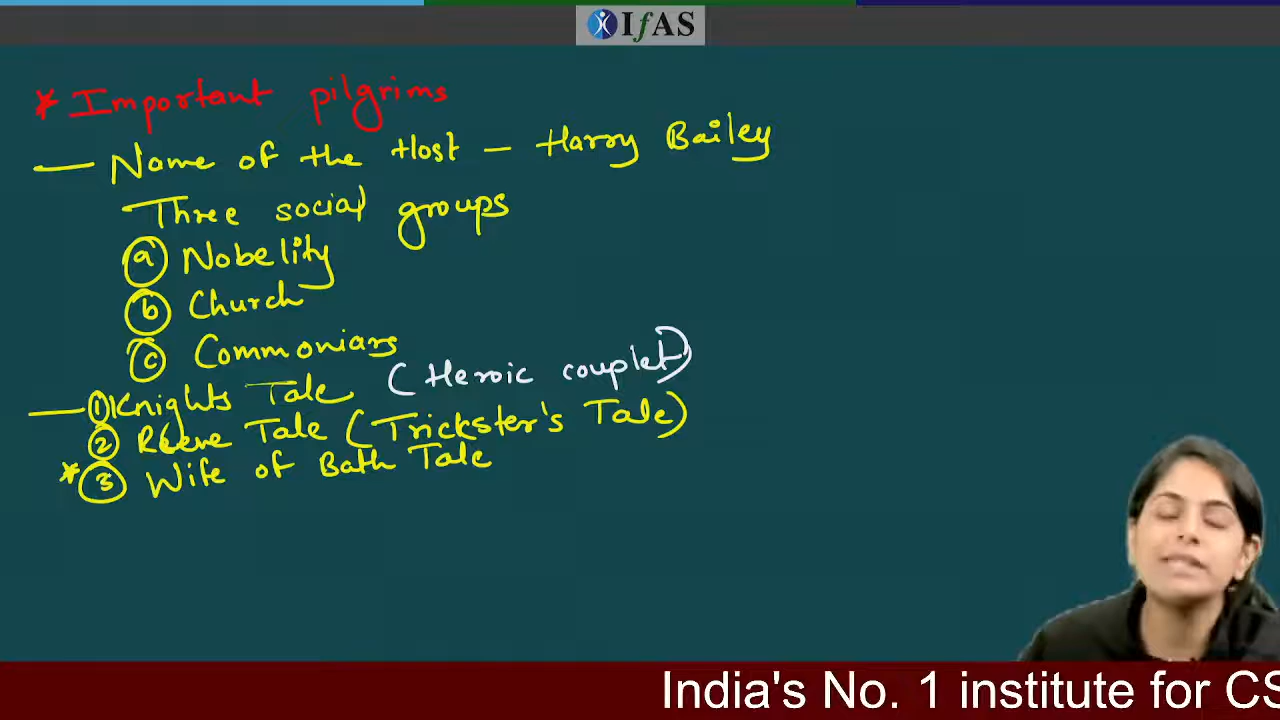 IfAS
* Important pilgrims
— Name of the Host – Harry Bailey
Three social groups
(a) Nobelity
(b) Church
(c) Commoniars
— (1) Knights Tale (Heroic couplet)
(2) Reeve Tale (Trickster's Tale)
* (3) Wife of Bath Tale
India's No. 1 institute for CS